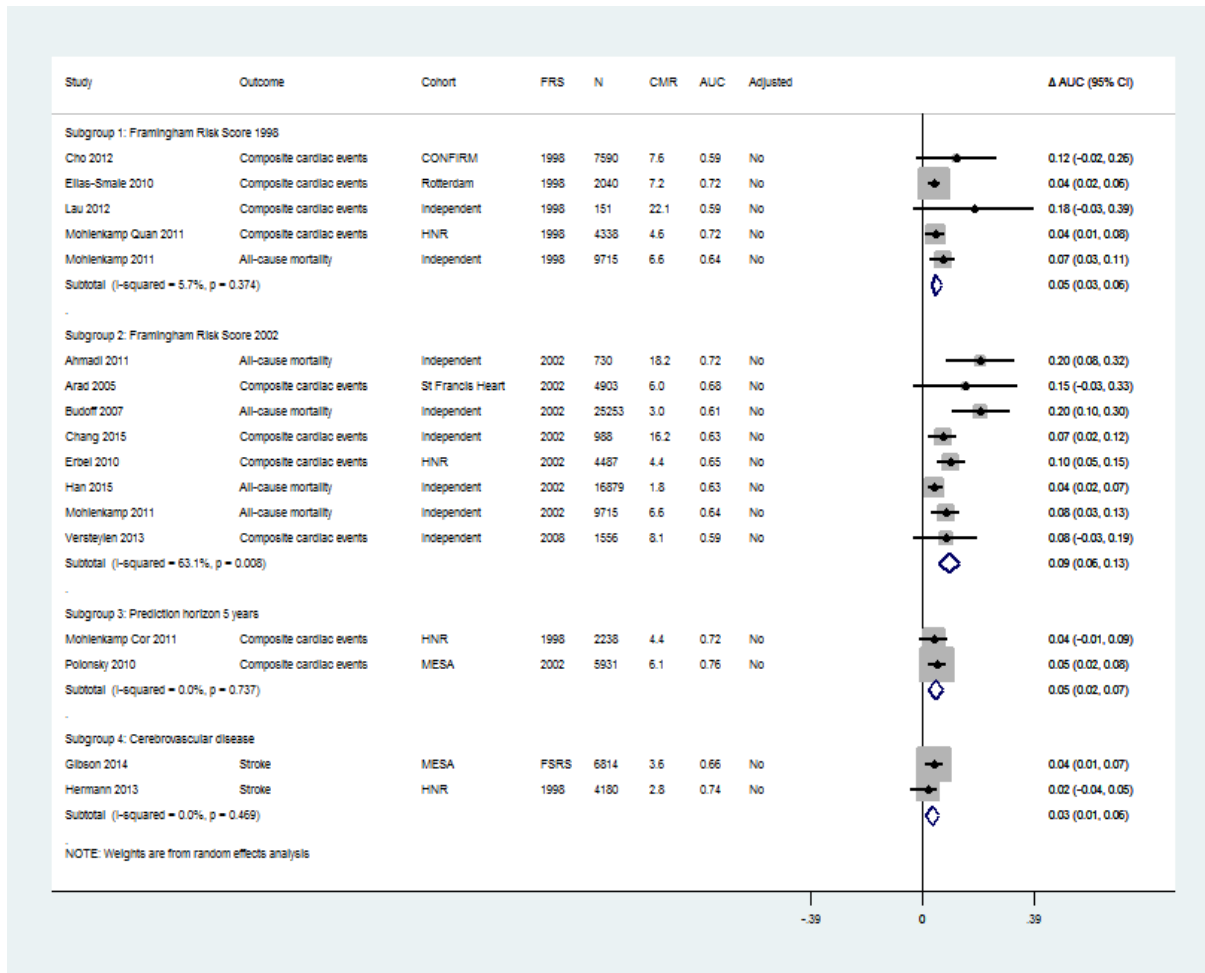 Study Outcome Cohort FRS N CMR AUC Adjusted Δ AUC (95% CI)
Subgroup 1: Framingham Risk Score 1998
Cho 2012 Composite cardiac events CONFIRM 1998 7590 7.6 0.59 No 0.12 (-0.02, 0.26)
Elias-Smale 2010 Composite cardiac events Rotterdam 1998 2040 7.2 0.72 No 0.04 (0.02, 0.06)
Lau 2012 Composite cardiac events Independent 1998 151 22.1 0.59 No 0.18 (-0.03, 0.39)
Mohlenkamp Quan 2011 Composite cardiac events HNR 1998 4338 4.6 0.72 No 0.04 (0.01, 0.08)
Mohlenkamp 2011 All-cause mortality Independent 1998 9715 6.6 0.64 No 0.07 (0.03, 0.11)
Subtotal (I-squared = 5.7%, p = 0.374) 0.05 (0.03, 0.06)
.
Subgroup 2: Framingham Risk Score 2002
Ahmadi 2011 All-cause mortality Independent 2002 730 18.2 0.72 No 0.20 (0.08, 0.32)
Arad 2005 Composite cardiac events St Francis Heart 2002 4903 6.0 0.68 No 0.15 (-0.03, 0.33)
Budoff 2007 All-cause mortality Independent 2002 25253 3.0 0.61 No 0.20 (0.10, 0.30)
Chang 2015 Composite cardiac events Independent 2002 988 16.2 0.63 No 0.07 (0.02, 0.12)
Erbel 2010 Composite cardiac events HNR 2002 4487 4.4 0.65 No 0.10 (0.05, 0.15)
Han 2015 All-cause mortality Independent 2002 16879 1.8 0.63 No 0.04 (0.02, 0.07)
Mohlenkamp 2011 All-cause mortality Independent 2002 9715 6.6 0.64 No 0.08 (0.03, 0.13)
Versteylen 2013 Composite cardiac events Independent 2008 1556 8.1 0.59 No 0.08 (-0.03, 0.19)
Subtotal (I-squared = 63.1%, p = 0.008) 0.09 (0.06, 0.13)
.
Subgroup 3: Prediction horizon 5 years
Mohlenkamp Cor 2011 Composite cardiac events HNR 1998 2238 4.4 0.72 No 0.04 (-0.01, 0.09)
Polonsky 2010 Composite cardiac events MESA 2002 5931 6.1 0.76 No 0.05 (0.02, 0.08)
Subtotal (I-squared = 0.0%, p = 0.737) 0.05 (0.02, 0.07)
.
Subgroup 4: Cerebrovascular disease
Gibson 2014 Stroke MESA FSRS 6814 3.6 0.66 No 0.04 (0.01, 0.07)
Hermann 2013 Stroke HNR 1998 4180 2.8 0.74 No 0.02 (-0.04, 0.05)
Subtotal (I-squared = 0.0%, p = 0.469) 0.03 (0.01, 0.06)
.
NOTE: Weights are from random effects analysis
-.39 0 .39